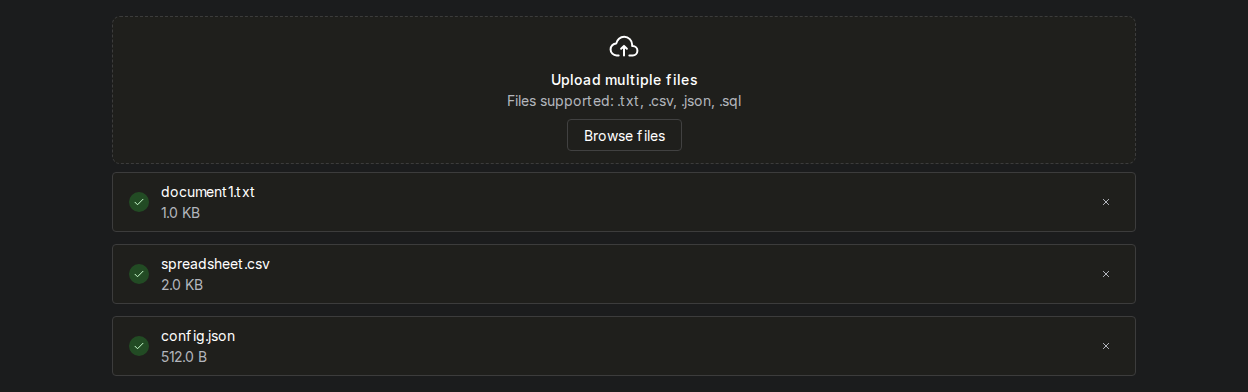 Upload multiple files
Files supported: .txt, .csv, .json, .sql
Browse files
document1.txt
1.0 KB
spreadsheet.csv
2.0 KB
config.json
512.0 B